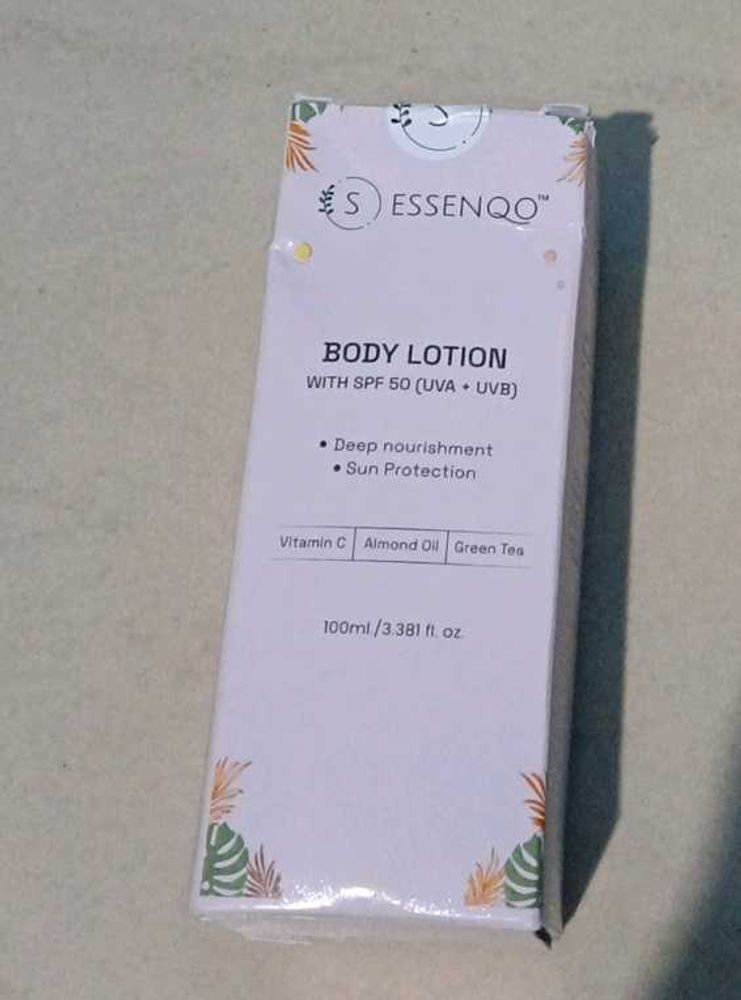 S ESSENQO™
BODY LOTION
WITH SPF 50 (UVA + UVB)
• Deep nourishment
• Sun Protection
Vitamin C | Almond Oil | Green Tea
100ml /3.381 fl. oz.